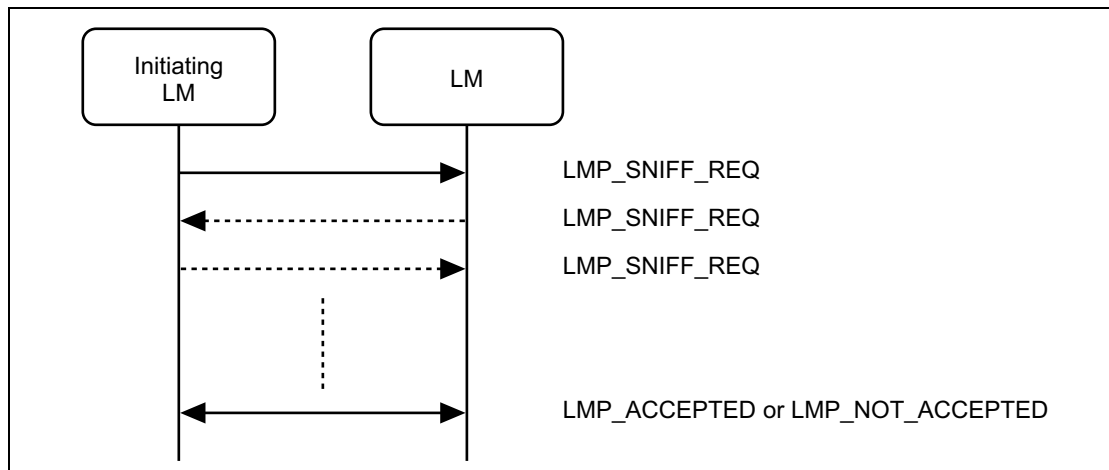 Initiating
LM
LM
LMP_SNIFF_REQ
LMP_SNIFF_REQ
LMP_SNIFF_REQ
LMP_ACCEPTED or LMP_NOT_ACCEPTED